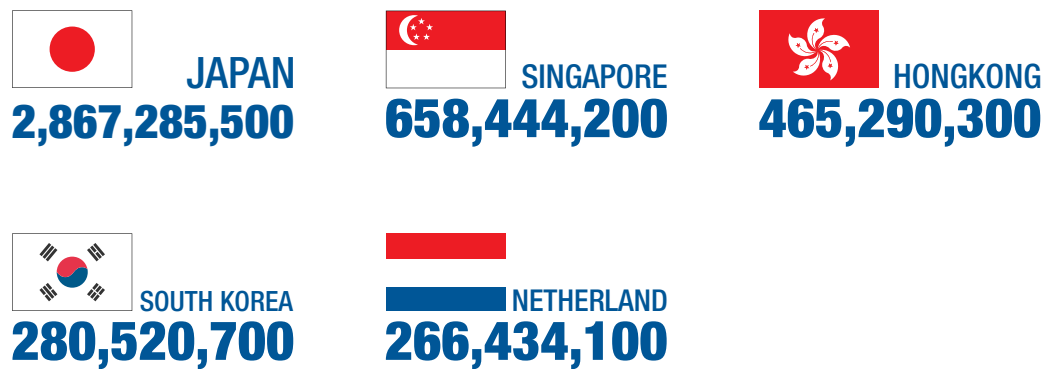 JAPAN
2,867,285,500
SINGAPORE
658,444,200
HONGKONG
465,290,300
SOUTH KOREA
280,520,700
NETHERLAND
266,434,100